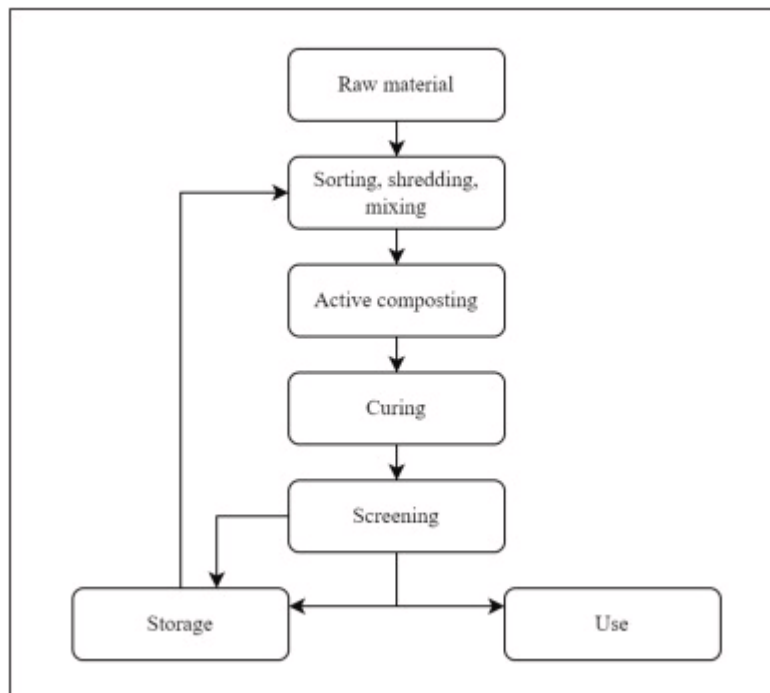 Raw material
Sorting, shredding,
mixing
Active composting
Curing
Screening
Storage
Use